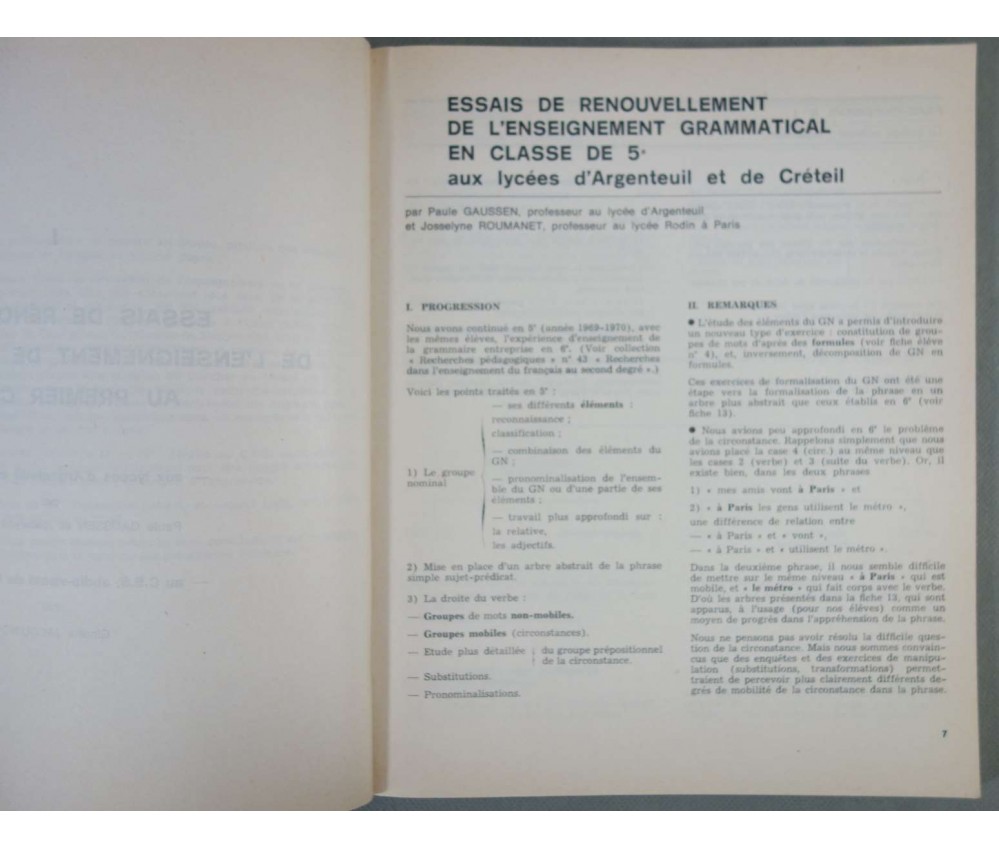 ESSAIS DE RENOUVELLEMENT
DE L'ENSEIGNEMENT GRAMMATICAL
EN CLASSE DE 5e
aux lycées d'Argenteuil et de Créteil
par Paule GAUSSEN, professeur au lycée d'Argenteuil
et Josselyne ROUMANET, professeur au lycée Rodin à Paris
I. PROGRESSION
Nous avons continué en 5e (année 1969-1970), avec
les mêmes élèves, l'expérience d'enseignement de
la grammaire entreprise en 6e. (Voir collection
« Recherches pédagogiques » n° 43 « Recherches
dans l'enseignement du français au second degré ».)
Voici les points traités en 5e :
1) Le groupe
nominal
— ses différents éléments :
reconnaissance ;
classification ;
— combinaison des éléments du
GN ;
— pronominalisation de l'ensem-
ble du GN ou d'une partie de ses
éléments ;
— travail plus approfondi sur :
la relative,
les adjectifs.
2) Mise en place d'un arbre abstrait de la phrase
simple sujet-prédicat.
3) La droite du verbe :
— Groupes de mots non-mobiles.
— Groupes mobiles (circonstances).
— Etude plus détaillée du groupe prépositionnel
de la circonstance.
— Substitutions.
— Pronominalisations.
II. REMARQUES
● L'étude des éléments du GN a permis d'introduire
un nouveau type d'exercice : constitution de grou-
pes de mots d'après des formules (voir fiche élève
n° 4), et, inversement, décomposition de GN en
formules.
Ces exercices de formalisation du GN ont été une
étape vers la formalisation de la phrase en un
arbre plus abstrait que ceux établis en 6e (voir
fiche 13).
● Nous avions peu approfondi en 6e le problème
de la circonstance. Rappelons simplement que nous
avions placé la case 4 (circ.) au même niveau que
les cases 2 (verbe) et 3 (suite du verbe). Or, il
existe bien, dans les deux phrases
1) « mes amis vont à Paris » et
2) « à Paris les gens utilisent le métro »,
une différence de relation entre
— « à Paris » et « vont »,
— « à Paris » et « utilisent le métro ».
Dans la deuxième phrase, il nous semble difficile
de mettre sur le même niveau « à Paris » qui est
mobile, et « le métro » qui fait corps avec le verbe.
D'où les arbres présentés dans la fiche 13, qui sont
apparus, à l'usage (pour nos élèves) comme un
moyen de progrès dans l'appréhension de la phrase.
Nous ne pensons pas avoir résolu la difficile ques-
tion de la circonstance. Mais nous sommes convain-
cus que des enquêtes et des exercices de manipu-
lation (substitutions, transformations) permet-
traient de percevoir plus clairement différents de-
grés de mobilité de la circonstance dans la phrase.
7